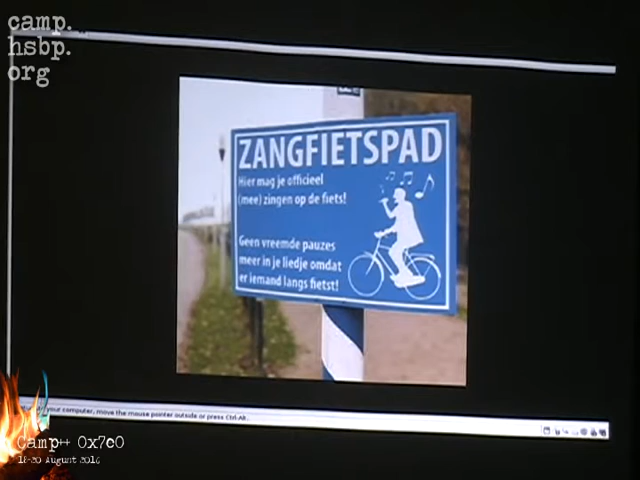 camp.
hsbp.
org
ZANGFIETSPAD
Hier mag je officieel
(mee) zingen op de fiets!
Geen vreemde pauzes
meer in je liedje omdat
er iemand langs fietst!
your computer, move the mouse pointer outside or press Ctrl-Alt.
Camp++ 0x7e0
18-20 August 2016